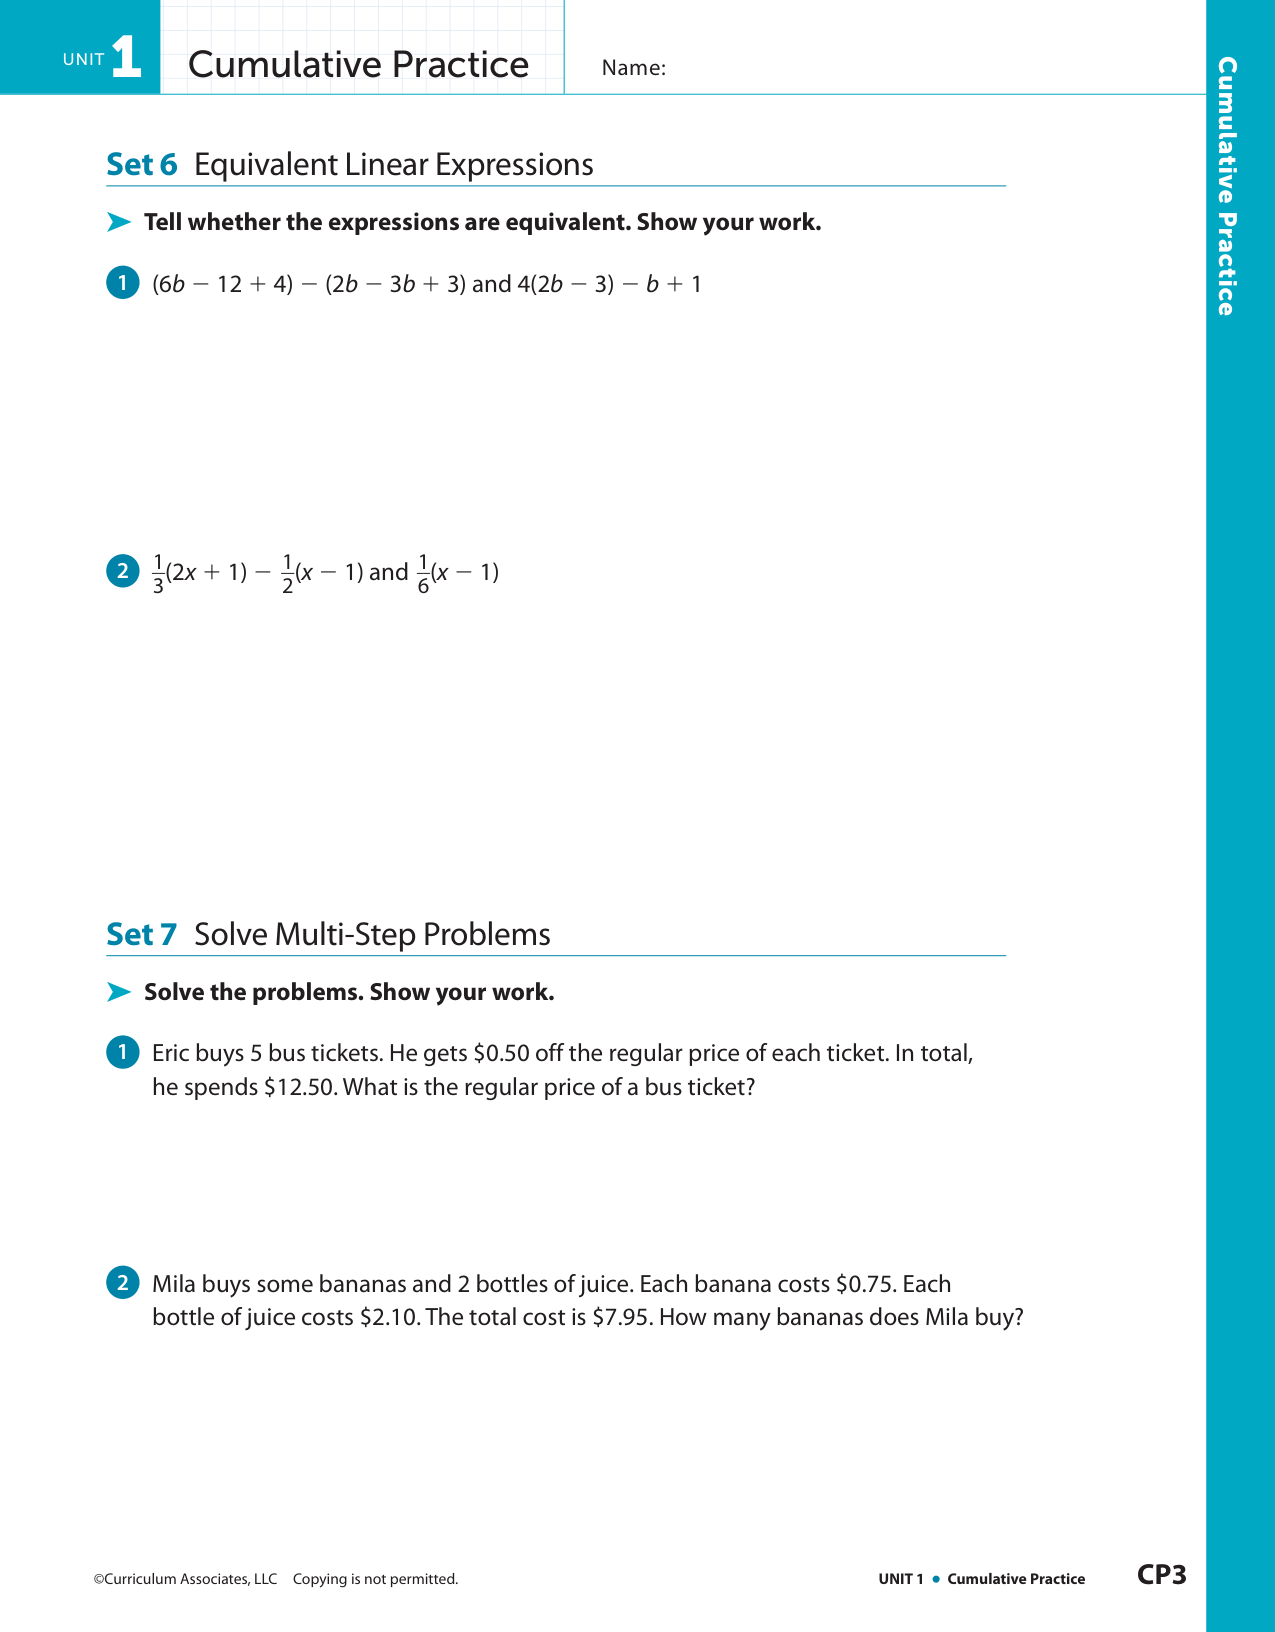 UNIT 1 Cumulative Practice Name:
Cumulative Practice
Set 6 Equivalent Linear Expressions
➤ Tell whether the expressions are equivalent. Show your work.
1 (6b − 12 + 4) − (2b − 3b + 3) and 4(2b − 3) − b + 1
2 1/3(2x + 1) − 1/2(x − 1) and 1/6(x − 1)
Set 7 Solve Multi-Step Problems
➤ Solve the problems. Show your work.
1 Eric buys 5 bus tickets. He gets $0.50 off the regular price of each ticket. In total,
he spends $12.50. What is the regular price of a bus ticket?
2 Mila buys some bananas and 2 bottles of juice. Each banana costs $0.75. Each
bottle of juice costs $2.10. The total cost is $7.95. How many bananas does Mila buy?
©Curriculum Associates, LLC Copying is not permitted. UNIT 1 • Cumulative Practice CP3